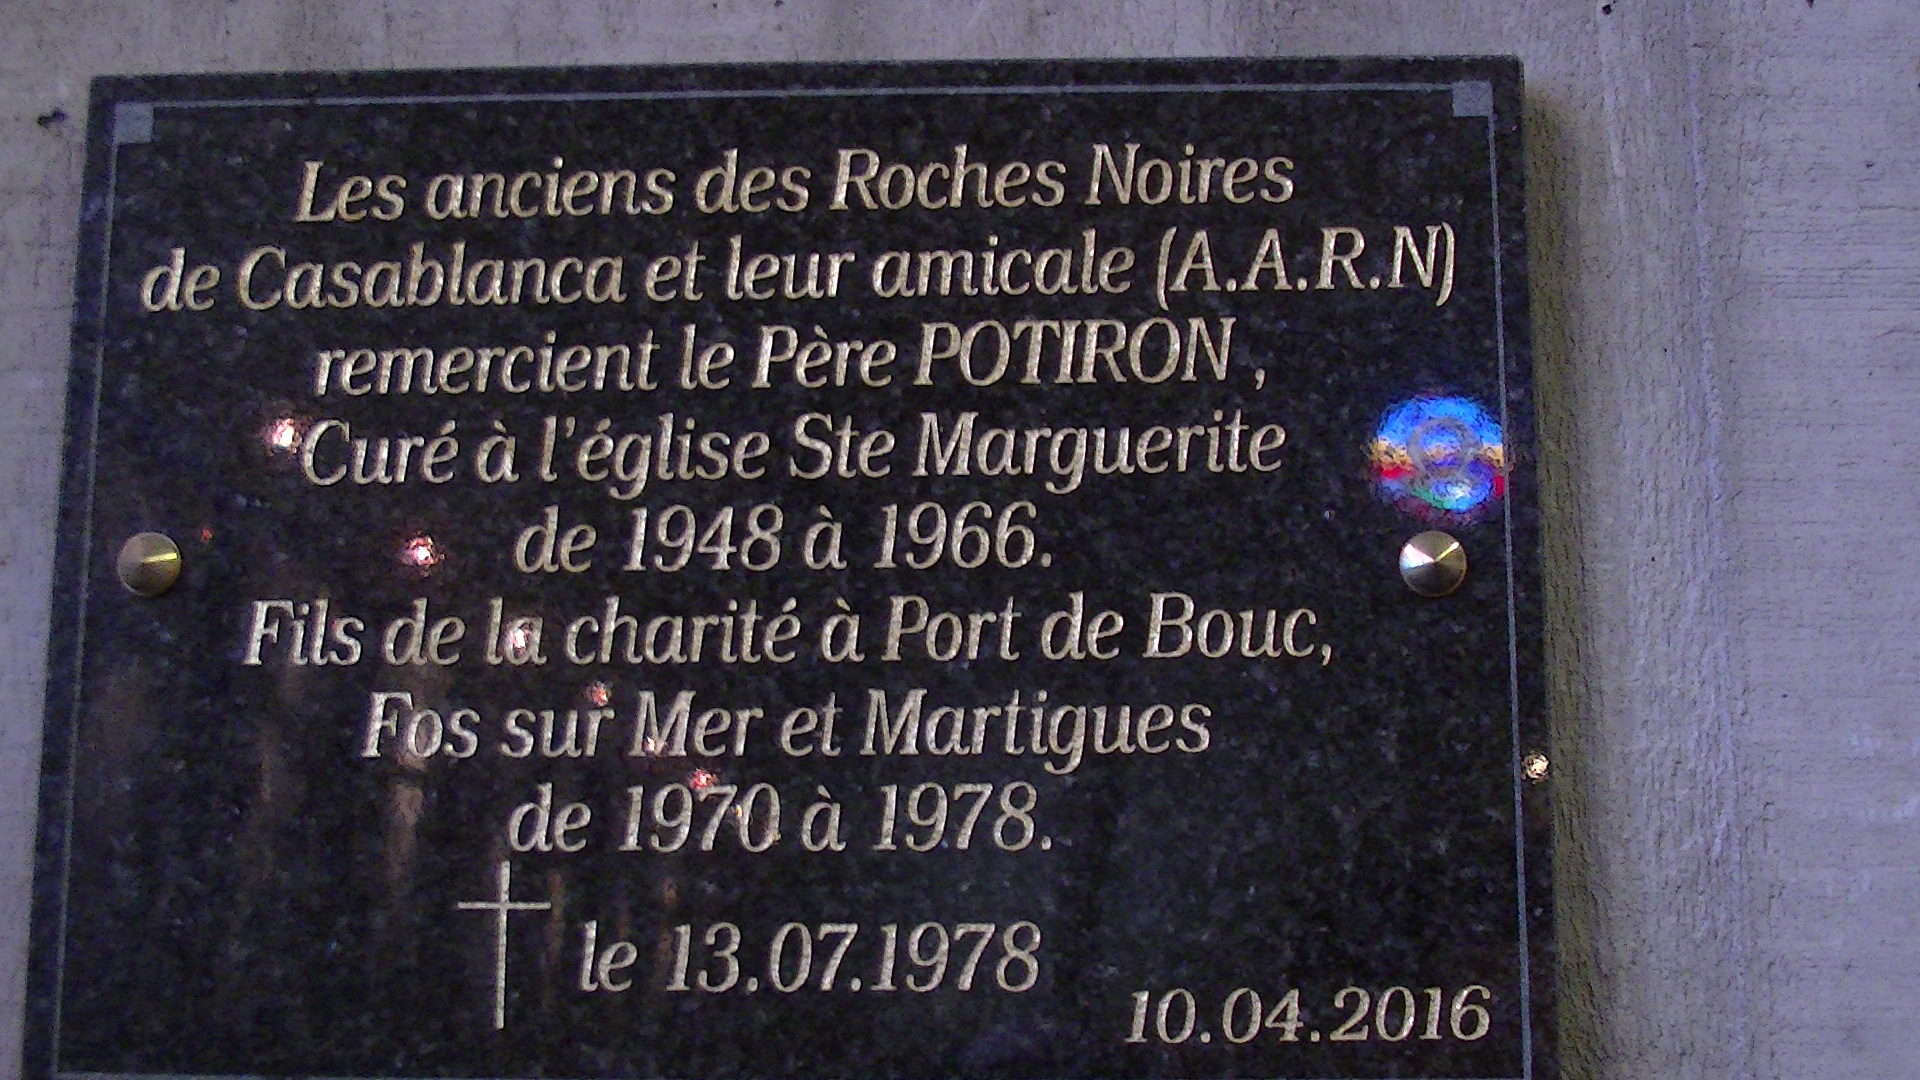 Les anciens des Roches Noires
de Casablanca et leur amicale (A.A.R.N)
remercient le Père POTIRON ,
Curé à l'église Ste Marguerite
de 1948 à 1966.
Fils de la charité à Port de Bouc,
Fos sur Mer et Martigues
de 1970 à 1978.
le 13.07.1978
10.04.2016